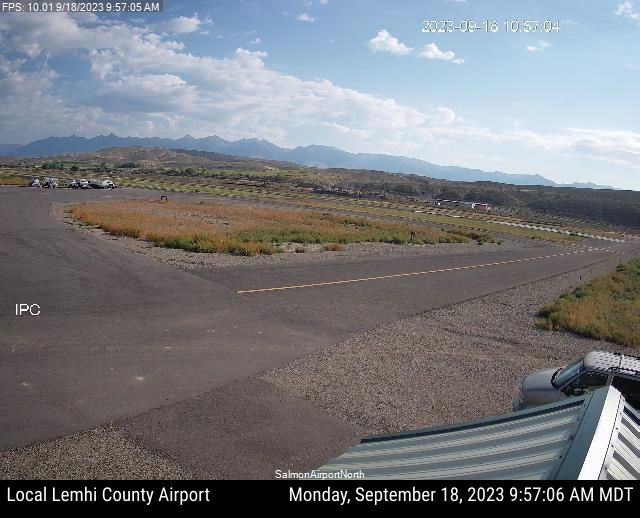 FPS: 10.01 9/18/2023 9:57:05 AM
2023-09-18 10:57:04
IPC
SalmonAirportNorth
Local Lemhi County Airport Monday, September 18, 2023 9:57:06 AM MDT